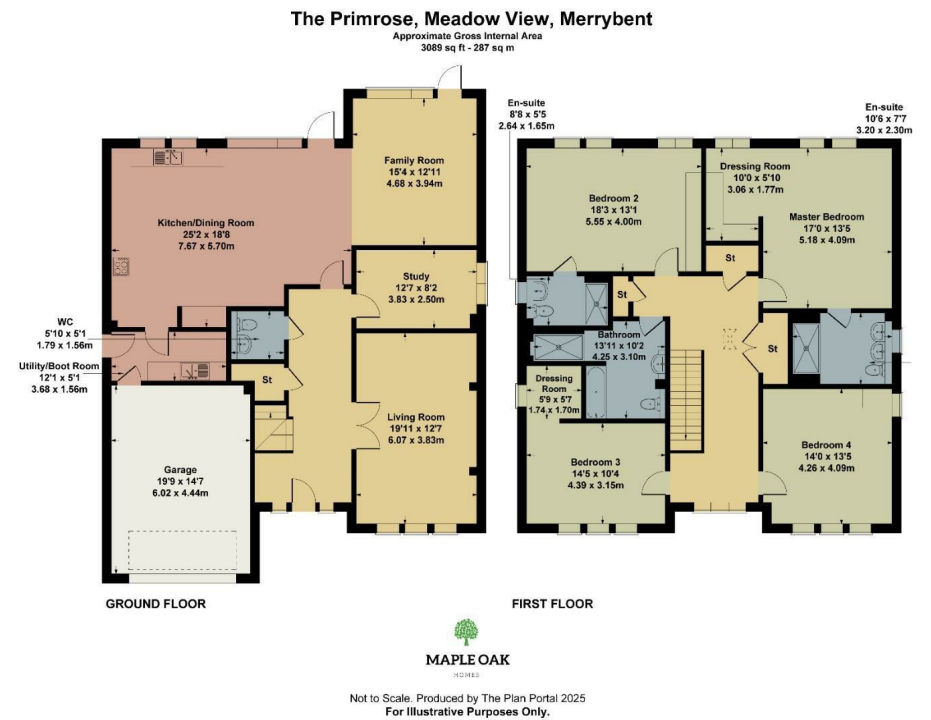 The Primrose, Meadow View, Merrybent
Approximate Gross Internal Area
3089 sq ft - 287 sq m
Family Room
15'4 x 12'11
4.68 x 3.94m
Kitchen/Dining Room
25'2 x 18'8
7.67 x 5.70m
Study
12'7 x 8'2
3.83 x 2.50m
WC
5'10 x 5'1
1.79 x 1.56m
Utility/Boot Room
12'1 x 5'1
3.68 x 1.56m
St
Living Room
19'11 x 12'7
6.07 x 3.83m
Garage
19'9 x 14'7
6.02 x 4.44m
GROUND FLOOR
En-suite
8'8 x 5'5
2.64 x 1.65m
En-suite
10'6 x 7'7
3.20 x 2.30m
Dressing Room
10'0 x 5'10
3.06 x 1.77m
Bedroom 2
18'3 x 13'1
5.55 x 4.00m
Master Bedroom
17'0 x 13'5
5.18 x 4.09m
St
St
Bathroom
13'11 x 10'2
4.25 x 3.10m
St
Dressing
Room
5'9 x 5'7
1.74 x 1.70m
Bedroom 3
14'5 x 10'4
4.39 x 3.15m
Bedroom 4
14'0 x 13'5
4.26 x 4.09m
FIRST FLOOR
MAPLE OAK
HOMES
Not to Scale. Produced by The Plan Portal 2025
For Illustrative Purposes Only.